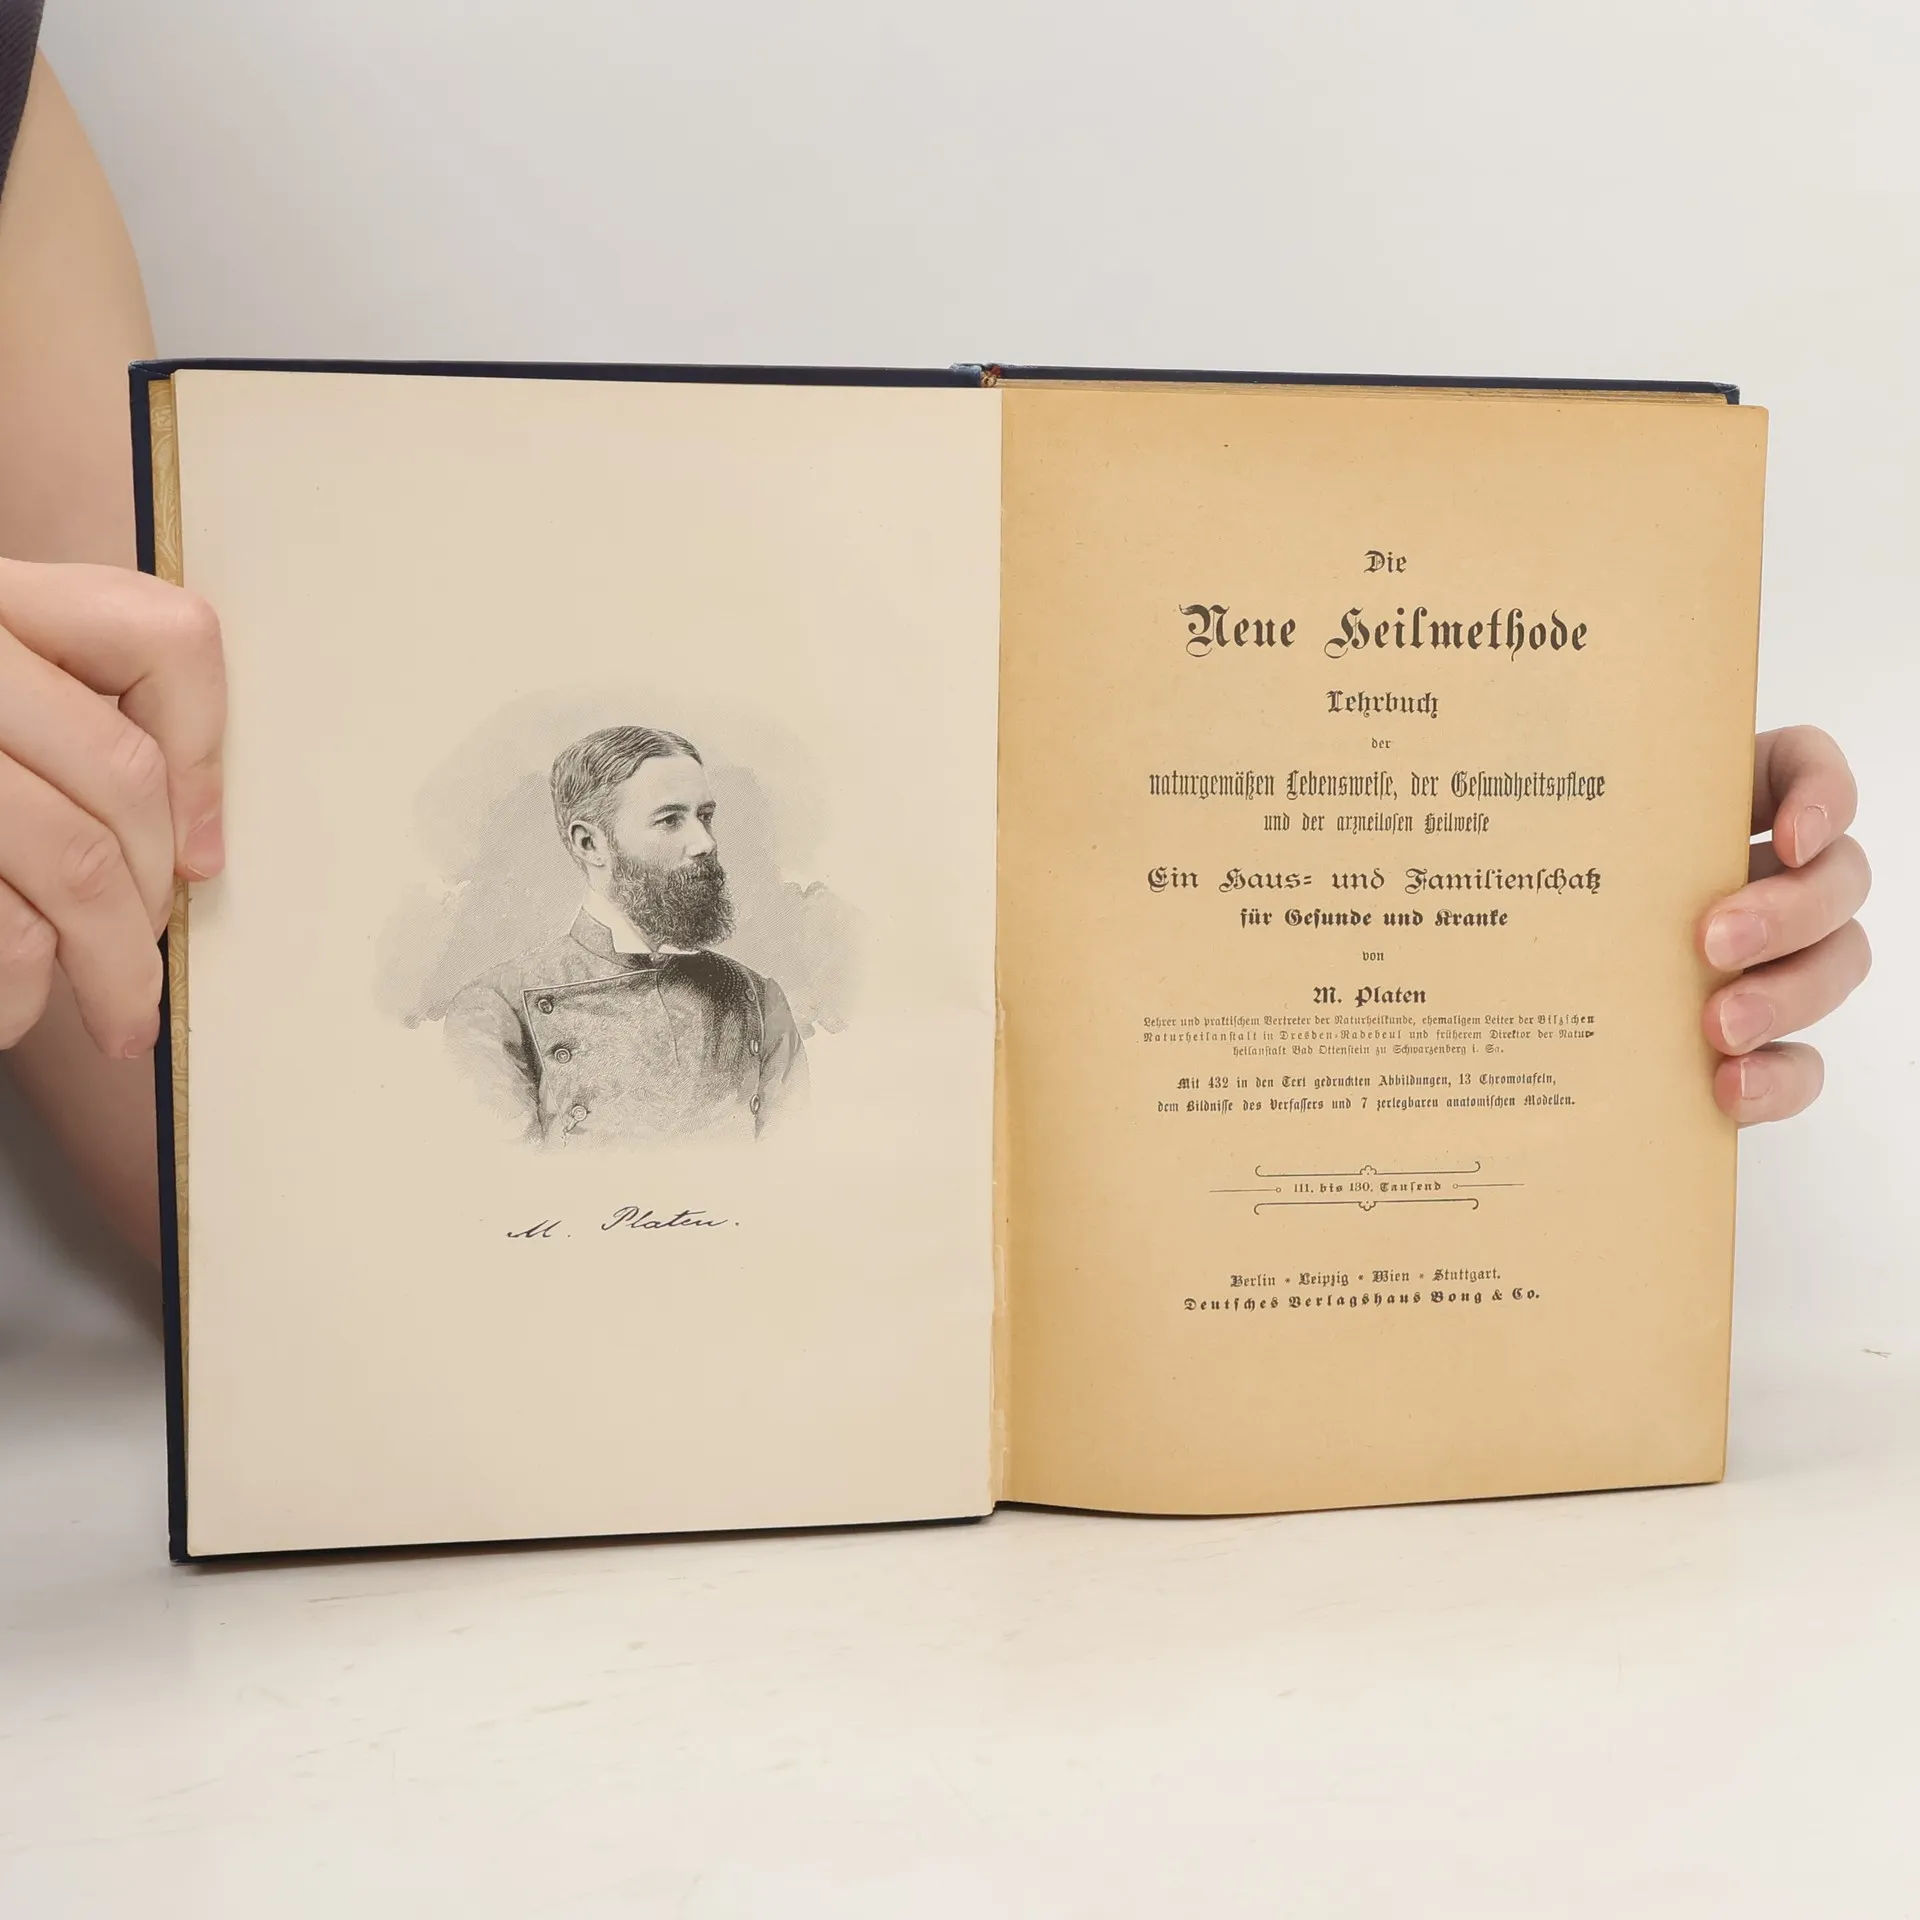 M. Platen.
Die
Neue Heilmethode
Lehrbuch
der
naturgemäßen Lebensweise, der Gesundheitspflege
und der arzneilosen Heilweise
Ein Haus- und Familienschatz
für Gesunde und Kranke
von
M. Platen
Lehrer und praktischem Vertreter der Naturheilkunde, ehemaligem Leiter der Bilzschen
Naturheilanstalt in Dresden-Radebeul und früherem Direktor der Natur-
heilanstalt Bad Ottenstein zu Schwarzenberg i. Sa.
Mit 432 in den Text gedruckten Abbildungen, 13 Chromotafeln,
dem Bildnisse des Verfassers und 7 zerlegbaren anatomischen Modellen.
111. bis 130. Tausend
Berlin * Leipzig * Wien * Stuttgart.
Deutsches Verlagshaus Bong & Co.